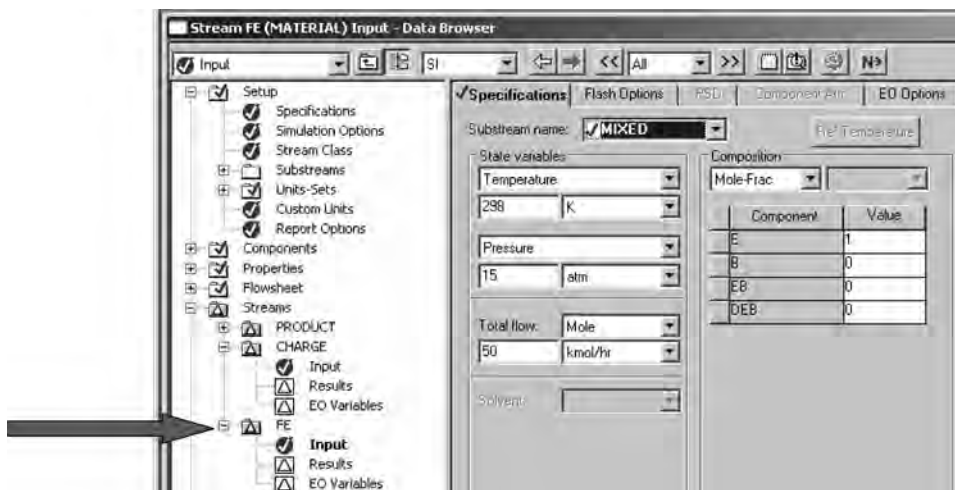 Stream FE (MATERIAL) Input - Data Browser
Input SI << All >> N>
Setup
Specifications
Simulation Options
Stream Class
Substreams
Units-Sets
Custom Units
Report Options
Components
Properties
Flowsheet
Streams
PRODUCT
CHARGE
Input
Results
EO Variables
FE
Input
Results
EO Variables
Specifications Flash Options PSD Component Attr. EO Options
Substream name: MIXED Ref Temperature
State variables
Temperature
298 K
Pressure
15 atm
Total flow: Mole
50 kmol/hr
Solvent:
Composition
Mole-Frac
Component Value
E 1
B 0
EB 0
DEB 0